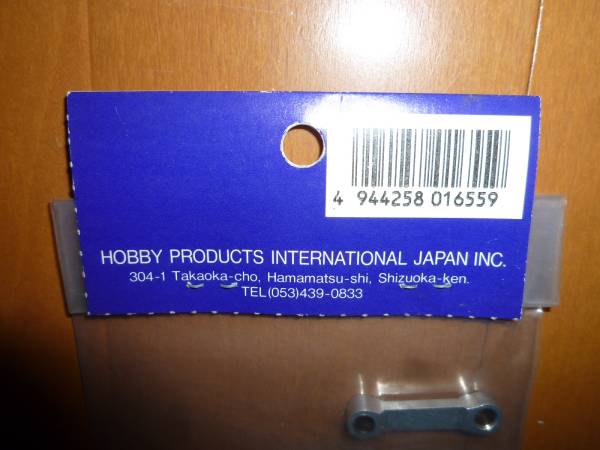 4 944258 016559
HOBBY PRODUCTS INTERNATIONAL JAPAN INC.
304-1 Takaoka-cho, Hamamatsu-shi, Shizuoka-ken.
TEL(053)439-0833